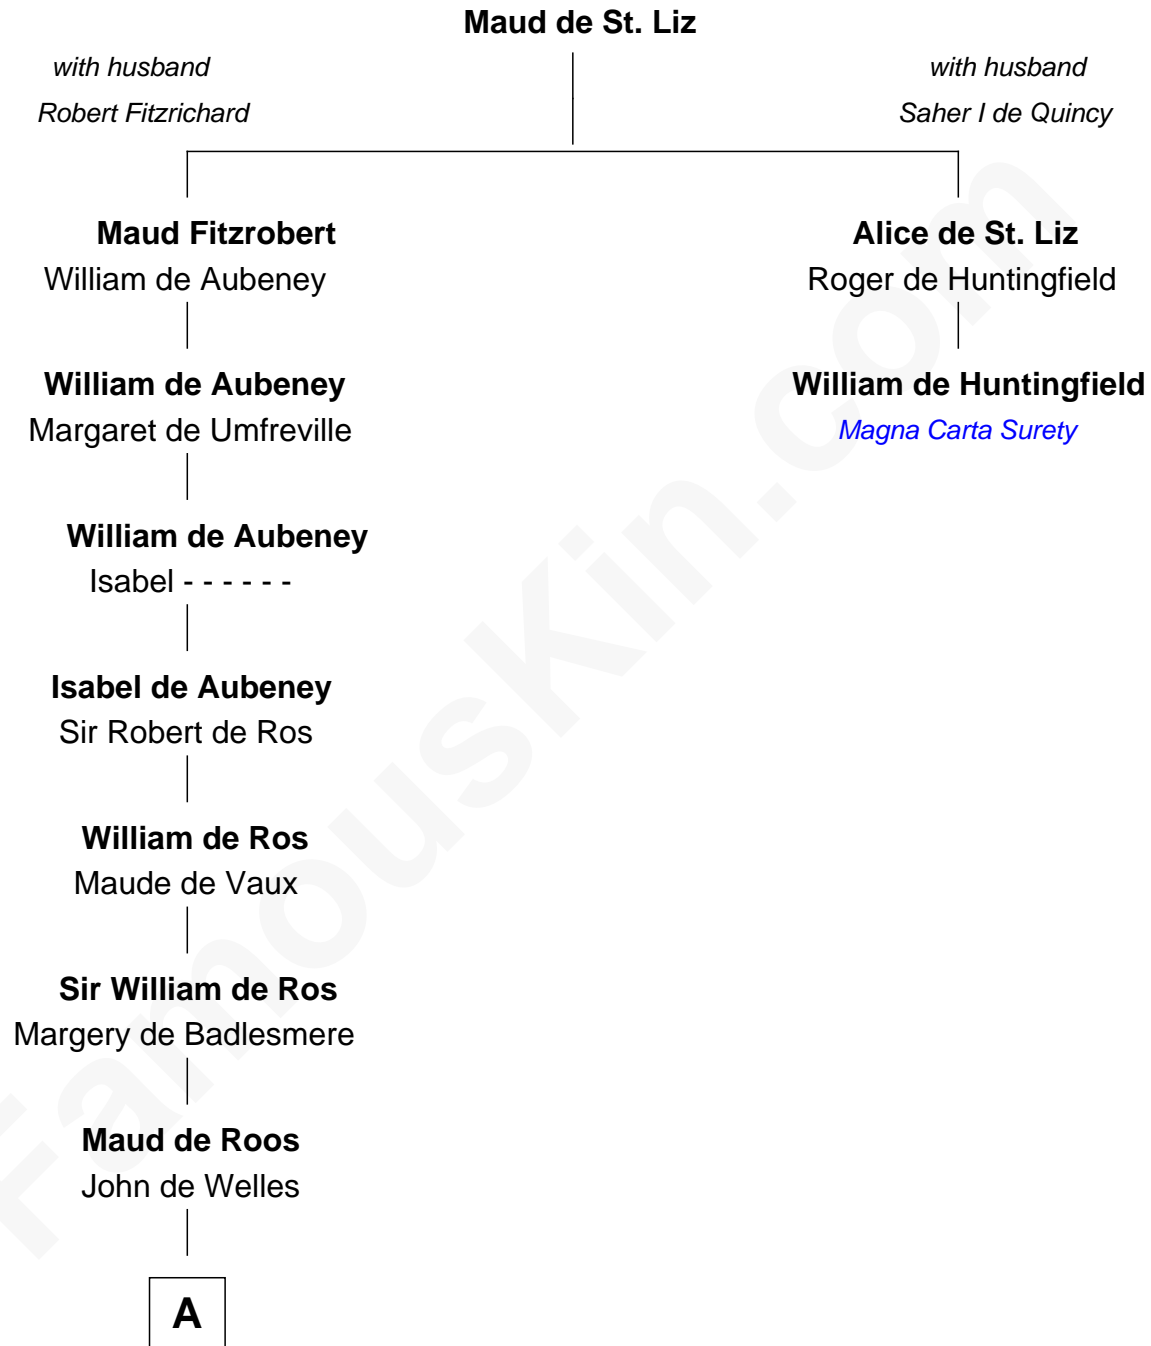 Maud de St. Liz
with husband
Robert Fitzrichard
with husband
Saher I de Quincy
Maud Fitzrobert
William de Aubeney
Alice de St. Liz
Roger de Huntingfield
William de Aubeney
Margaret de Umfreville
William de Huntingfield
Magna Carta Surety
William de Aubeney
Isabel - - - - - -
Isabel de Aubeney
Sir Robert de Ros
William de Ros
Maude de Vaux
Sir William de Ros
Margery de Badlesmere
Maud de Roos
John de Welles
A
FamousKin.com